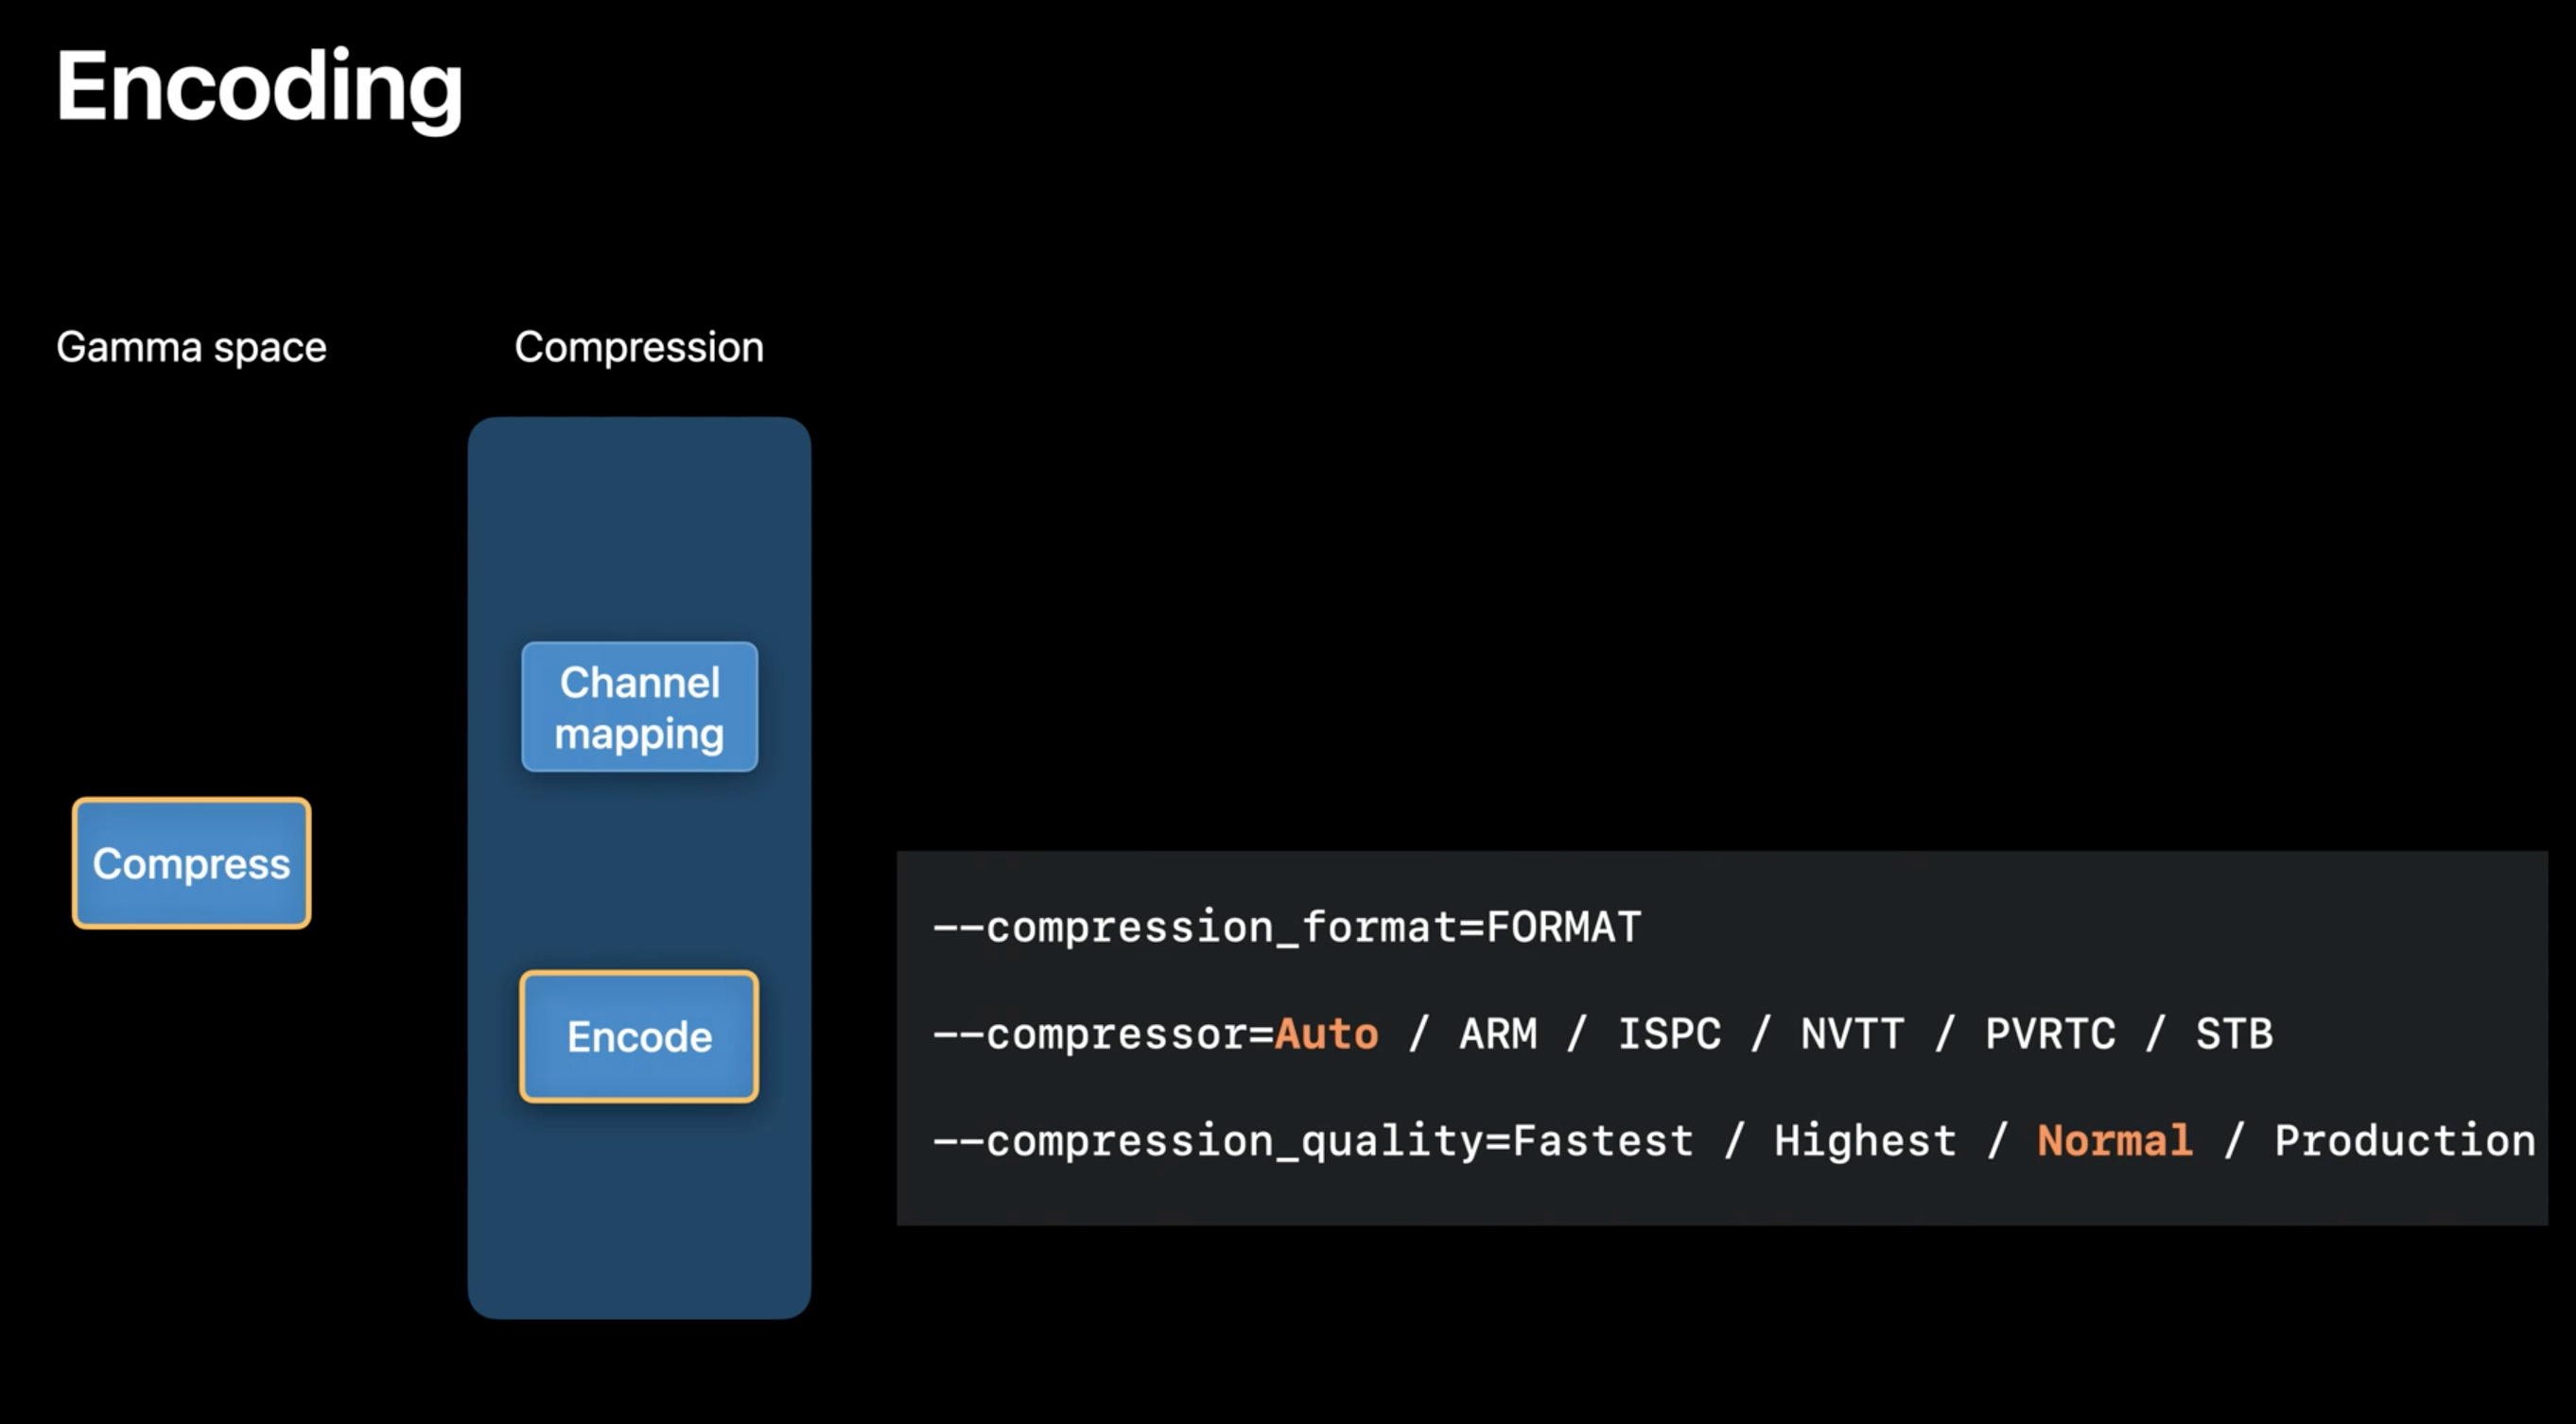 Encoding
Gamma space
Compression
Channel
mapping
Compress
Encode
--compression_format=FORMAT
--compressor=Auto / ARM / ISPC / NVTT / PVRTC / STB
--compression_quality=Fastest / Highest / Normal / Production